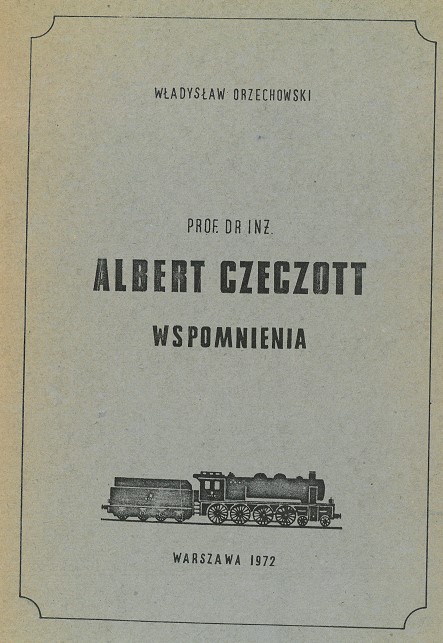 WŁADYSŁAW ORZECHOWSKI
PROF. DR INŻ.
ALBERT CZECZOTT
WSPOMNIENIA
WARSZAWA 1972